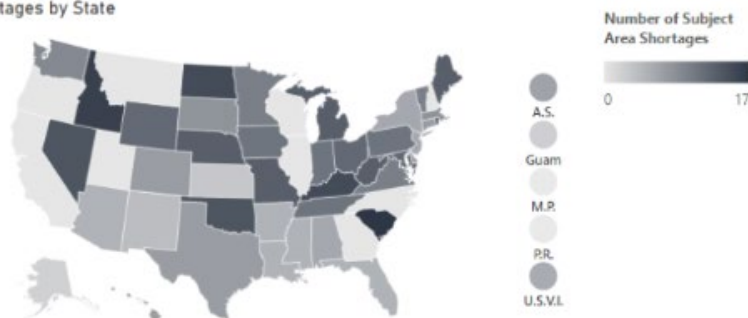 tages by State
Number of Subject
Area Shortages
0
17
A.S.
Guam
M.P.
P.R.
U.S.V.I.